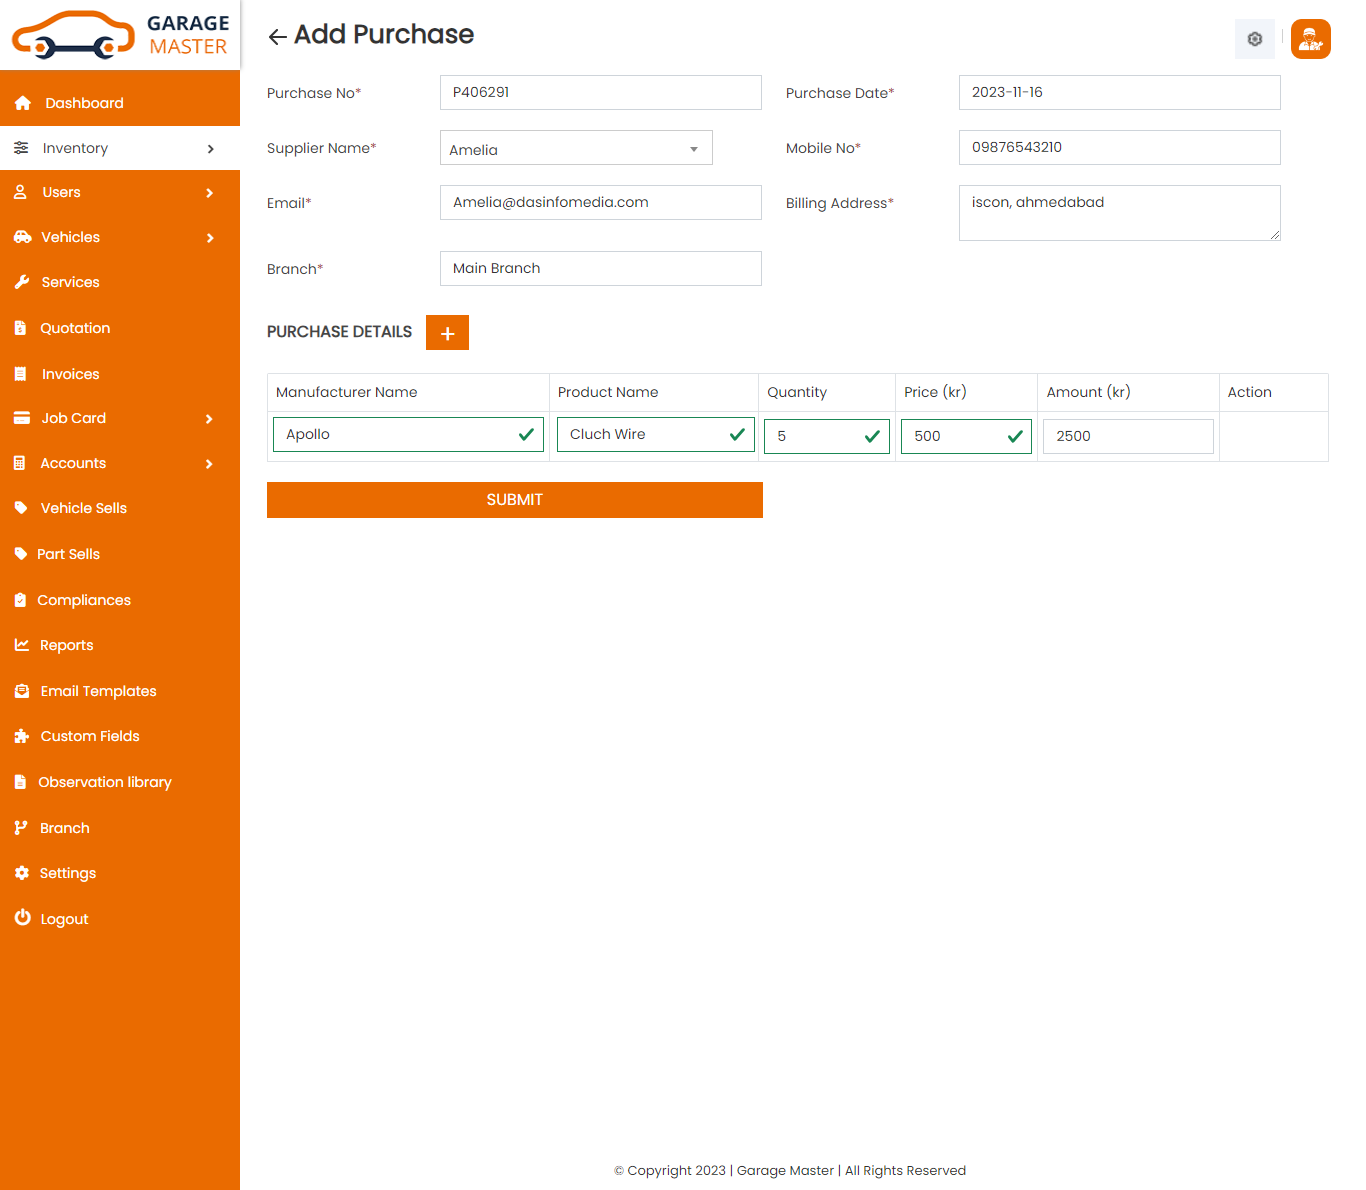 GARAGE
MASTER
Dashboard
Inventory
Users
Vehicles
Services
Quotation
Invoices
Job Card
Accounts
Vehicle Sells
Part Sells
Compliances
Reports
Email Templates
Custom Fields
Observation library
Branch
Settings
Logout
Add Purchase
Purchase No* P406291 Purchase Date* 2023-11-16
Supplier Name* Amelia Mobile No* 09876543210
Email* Amelia@dasinfomedia.com Billing Address* iscon, ahmedabad
Branch* Main Branch
PURCHASE DETAILS +
Manufacturer Name Product Name Quantity Price (kr) Amount (kr) Action
Apollo Cluch Wire 5 500 2500
SUBMIT
© Copyright 2023 | Garage Master | All Rights Reserved